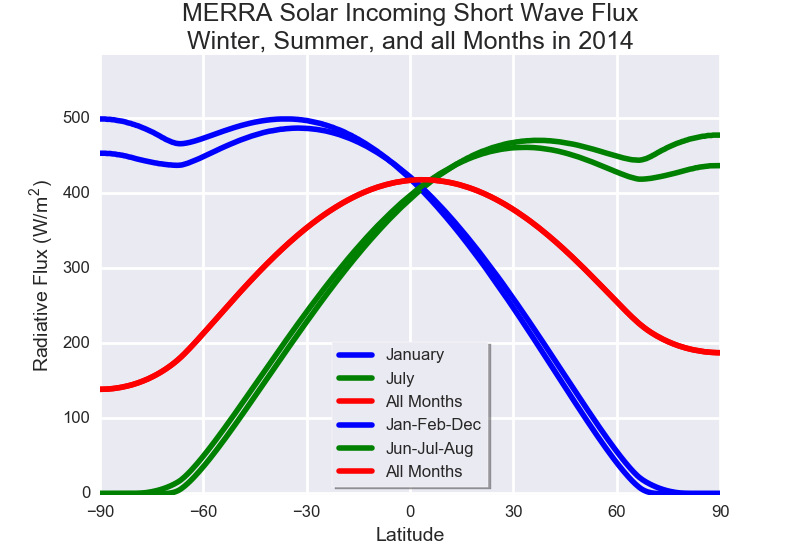 MERRA Solar Incoming Short Wave Flux
Winter, Summer, and all Months in 2014
Radiative Flux (W/m²)
500
400
300
200
100
0
January
July
All Months
Jan-Feb-Dec
Jun-Jul-Aug
All Months
−90 −60 −30 0 30 60 90
Latitude